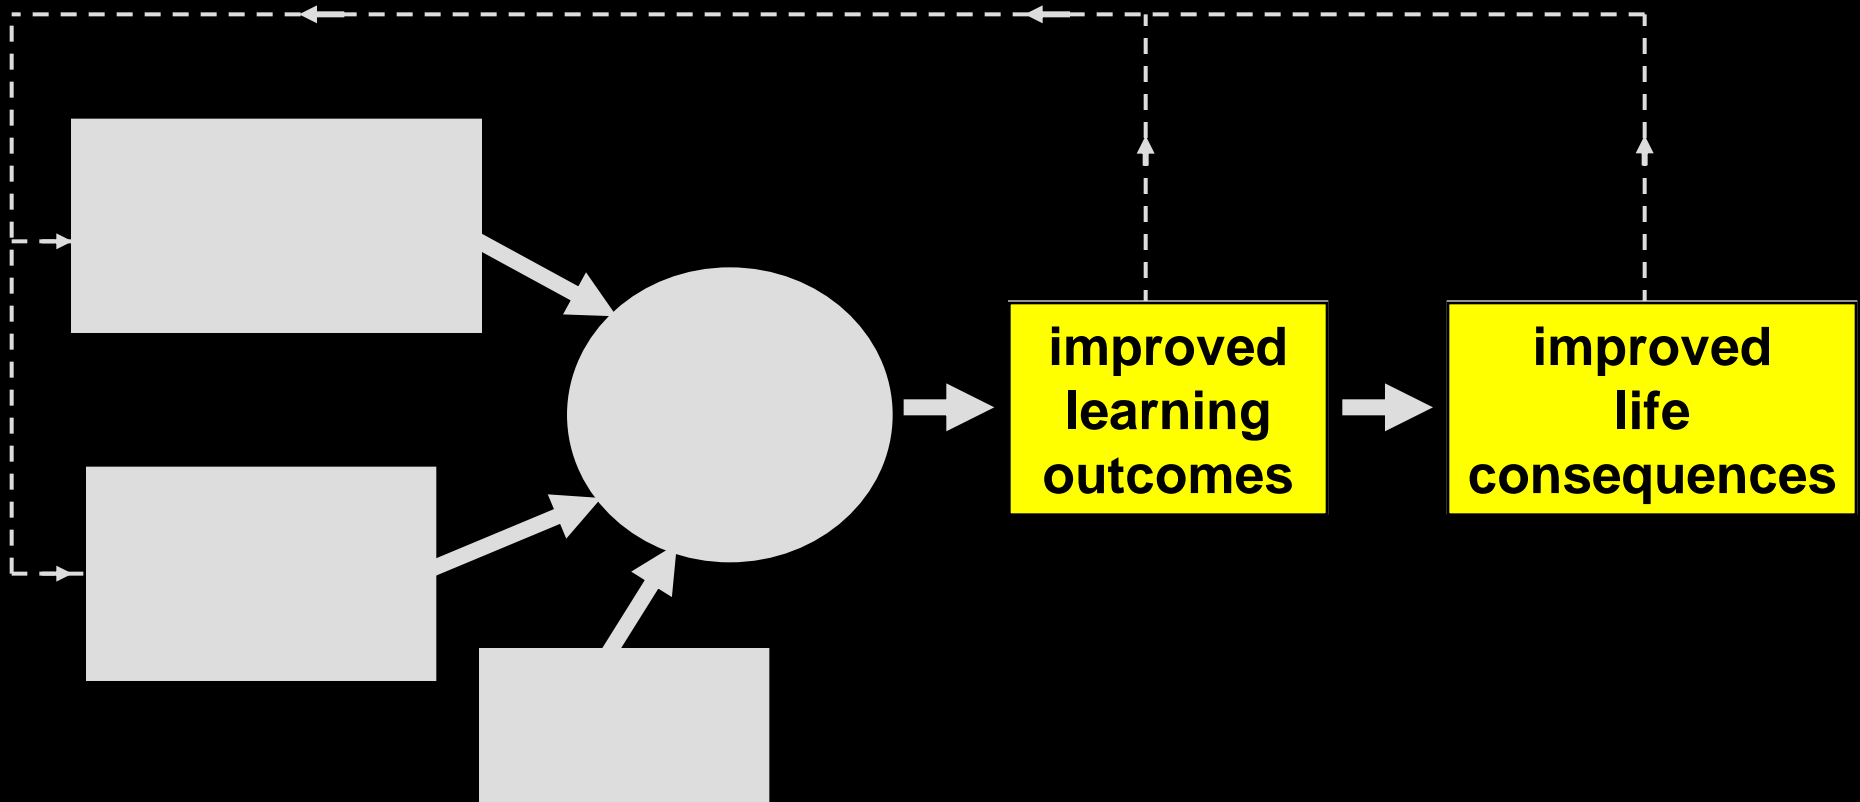 improved
learning
outcomes
improved
life
consequences